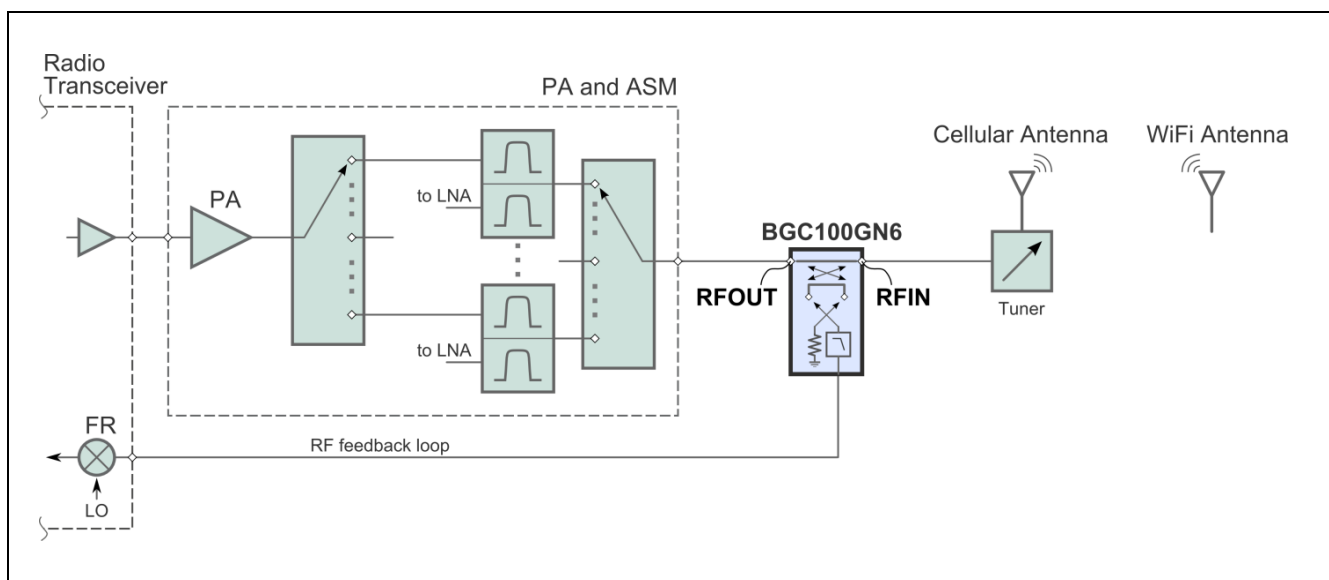 Radio
Transceiver
PA and ASM
Cellular Antenna
WiFi Antenna
PA
to LNA
BGC100GN6
RFOUT
RFIN
Tuner
to LNA
FR
RF feedback loop
LO